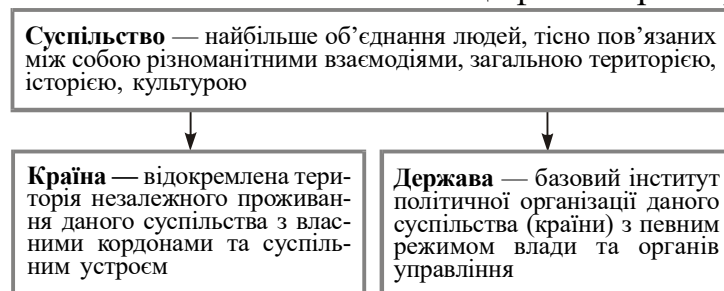 Суспільство — найбільше об’єднання людей, тісно пов’язаних
між собою різноманітними взаємодіями, загальною територією,
історією, культурою
Країна — відокремлена тери-
торія незалежного проживан-
ня даного суспільства з влас-
ними кордонами та суспіль-
ним устроєм
Держава — базовий інститут
політичної організації даного
суспільства (країни) з певним
режимом влади та органів
управління